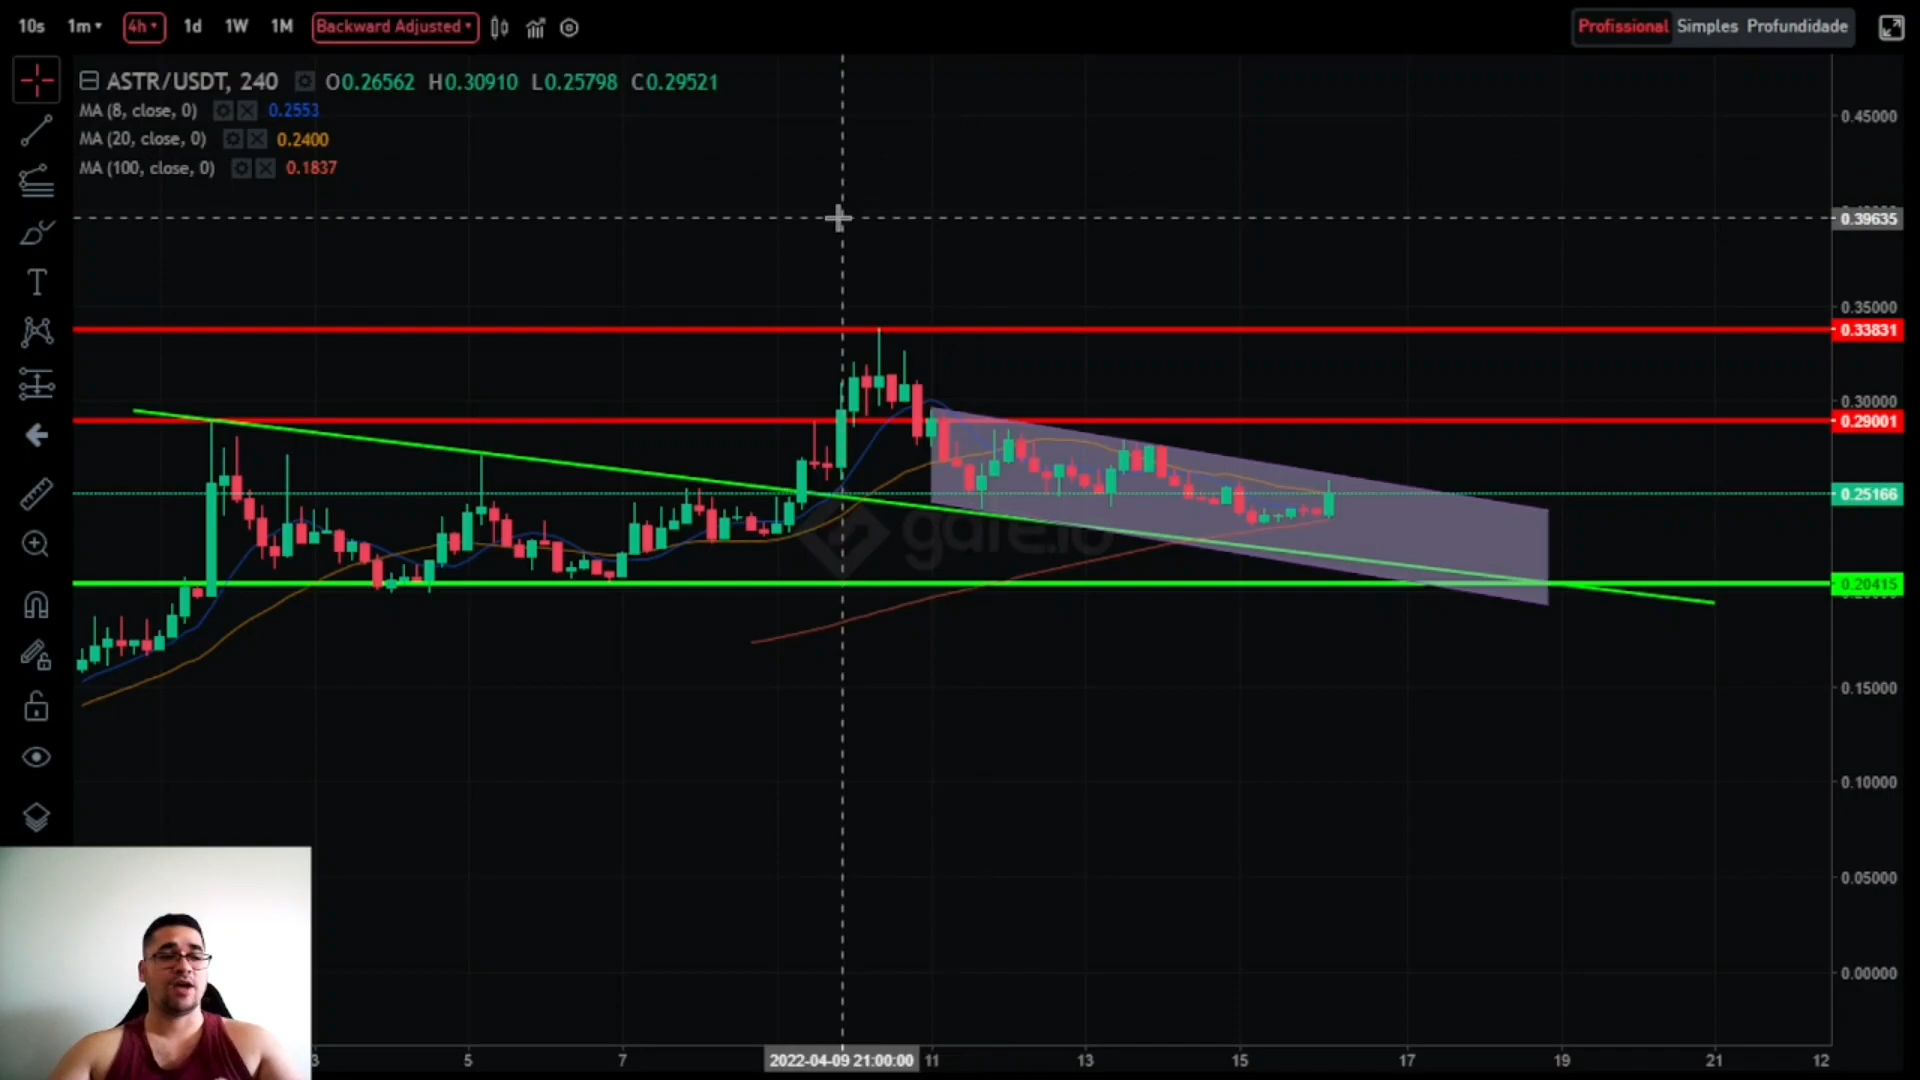 10s 1m 4h 1d 1W 1M Backward Adjusted Profissional Simples Profundidade
ASTR/USDT, 240 O0.26562 H0.30910 L0.25798 C0.29521
MA (8, close, 0) 0.2553
MA (20, close, 0) 0.2400
MA (100, close, 0) 0.1837
0.45000
0.39635
0.35000
0.33831
0.30000
0.29001
0.25166
gate.io
0.20415
0.15000
0.10000
0.05000
0.00000
3 5 7 2022-04-09 21:00:00 11 13 15 17 19 21 12